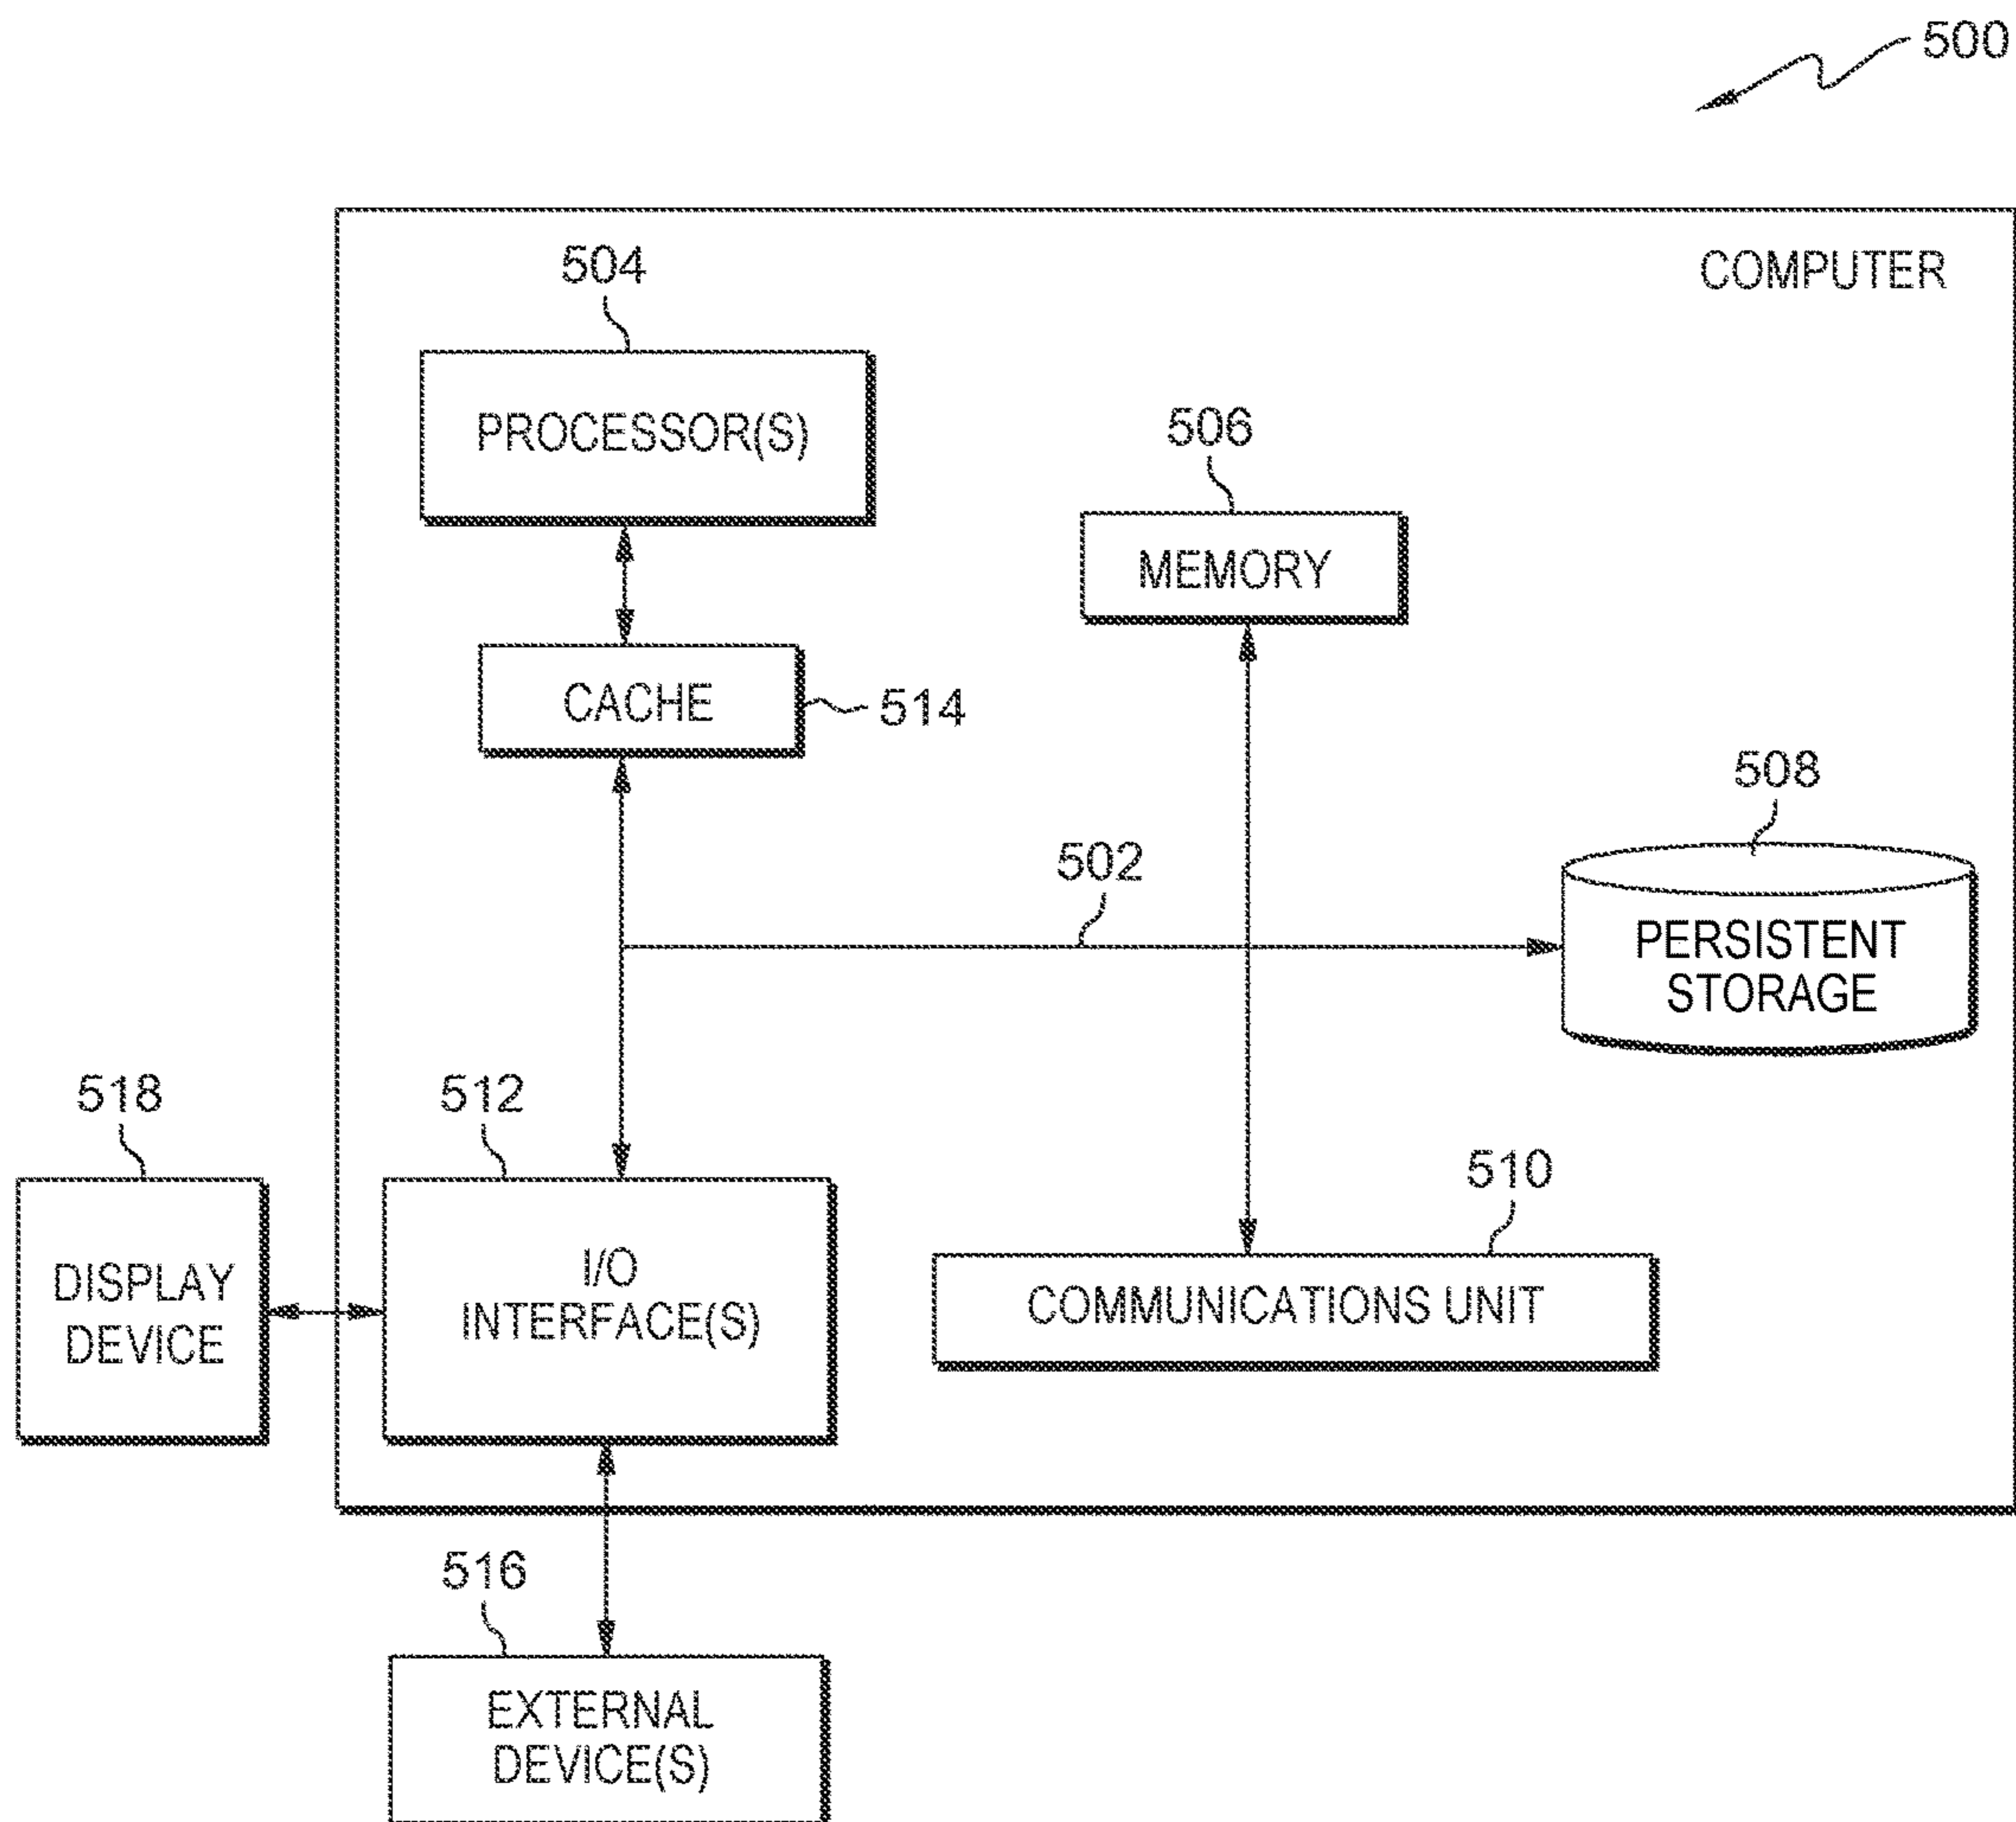 500
COMPUTER
504
PROCESSOR(S)
506
MEMORY
CACHE
514
508
502
PERSISTENT
STORAGE
518
512
510
DISPLAY
DEVICE
I/O
INTERFACE(S)
COMMUNICATIONS UNIT
516
EXTERNAL
DEVICE(S)